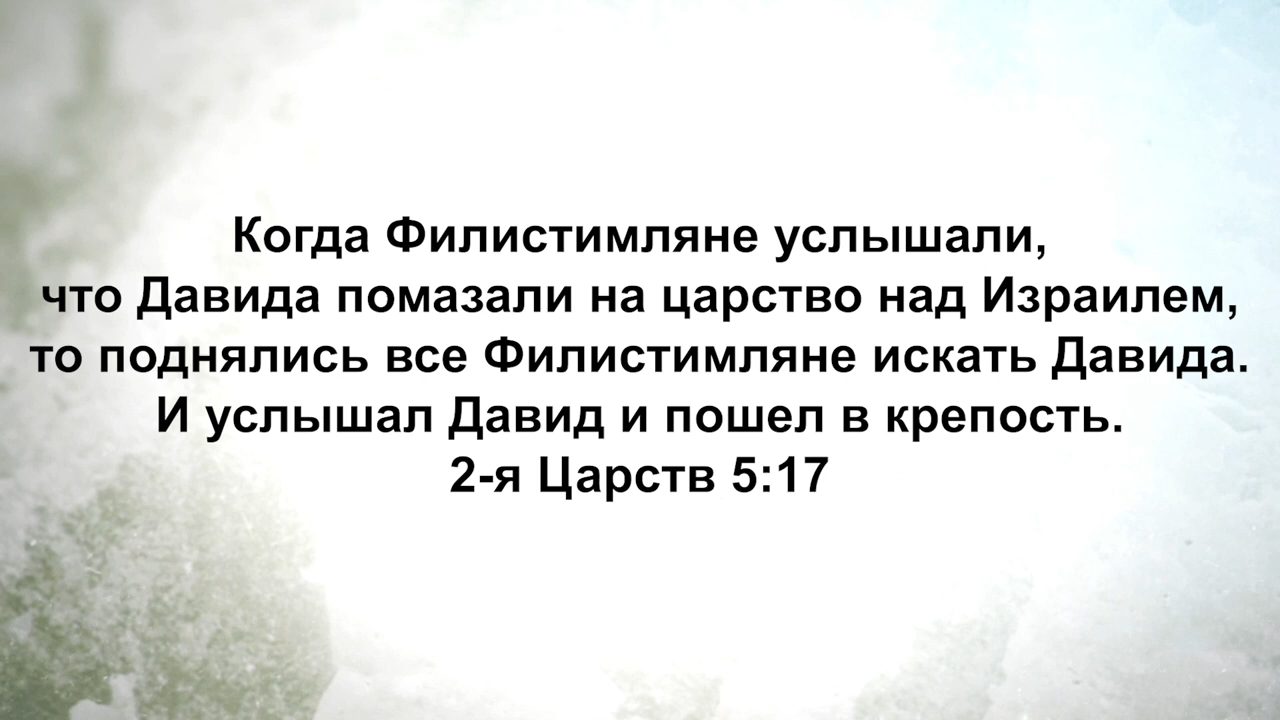 Когда Филистимляне услышали,
что Давида помазали на царство над Израилем,
то поднялись все Филистимляне искать Давида.
И услышал Давид и пошел в крепость.
2-я Царств 5:17